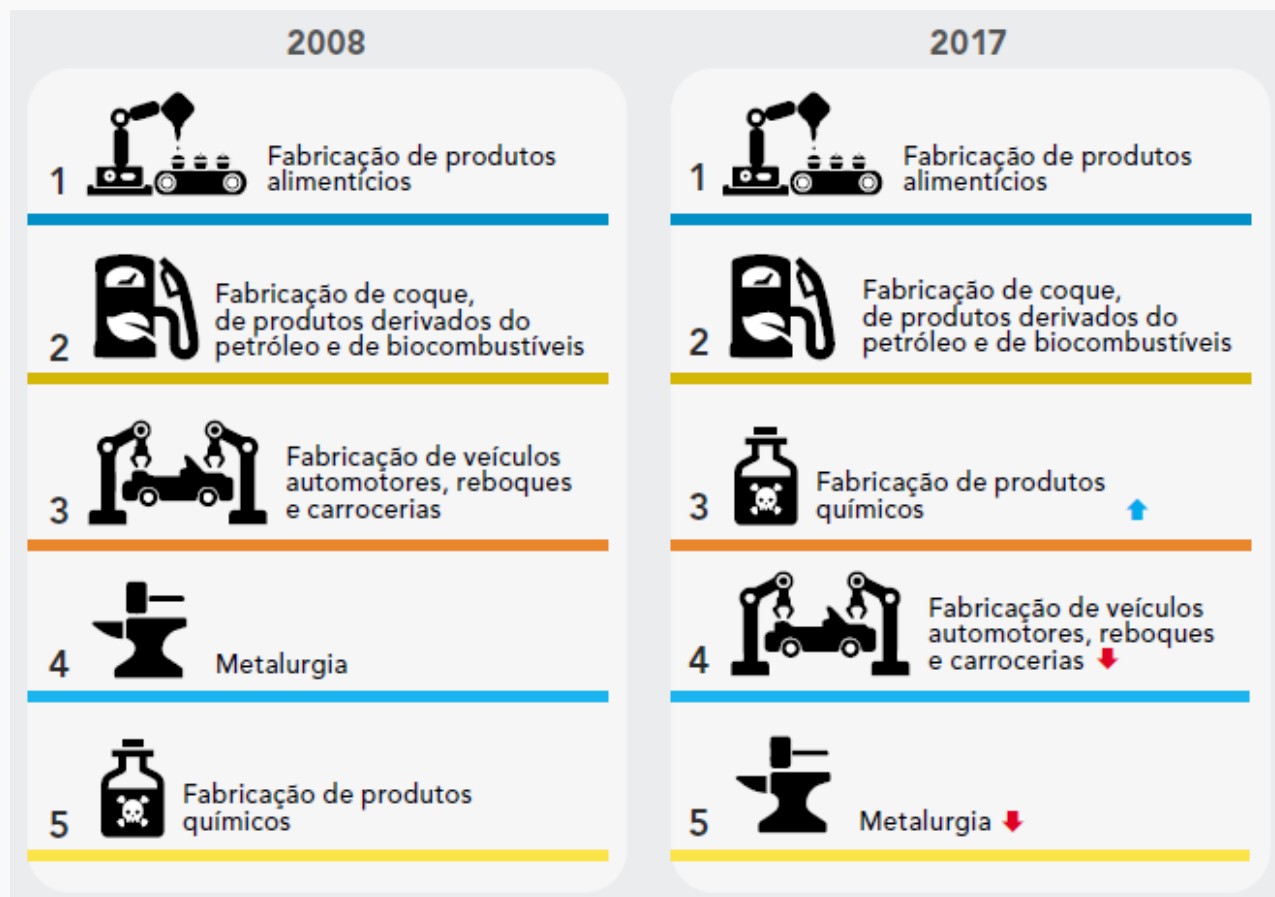 2008
1
Fabricação de produtos
alimentícios
2
Fabricação de coque,
de produtos derivados do
petróleo e de biocombustíveis
3
Fabricação de veículos
automotores, reboques
e carrocerias
4
Metalurgia
5
Fabricação de produtos
químicos
2017
1
Fabricação de produtos
alimentícios
2
Fabricação de coque,
de produtos derivados do
petróleo e de biocombustíveis
3
Fabricação de produtos
químicos
4
Fabricação de veículos
automotores, reboques
e carrocerias
5
Metalurgia